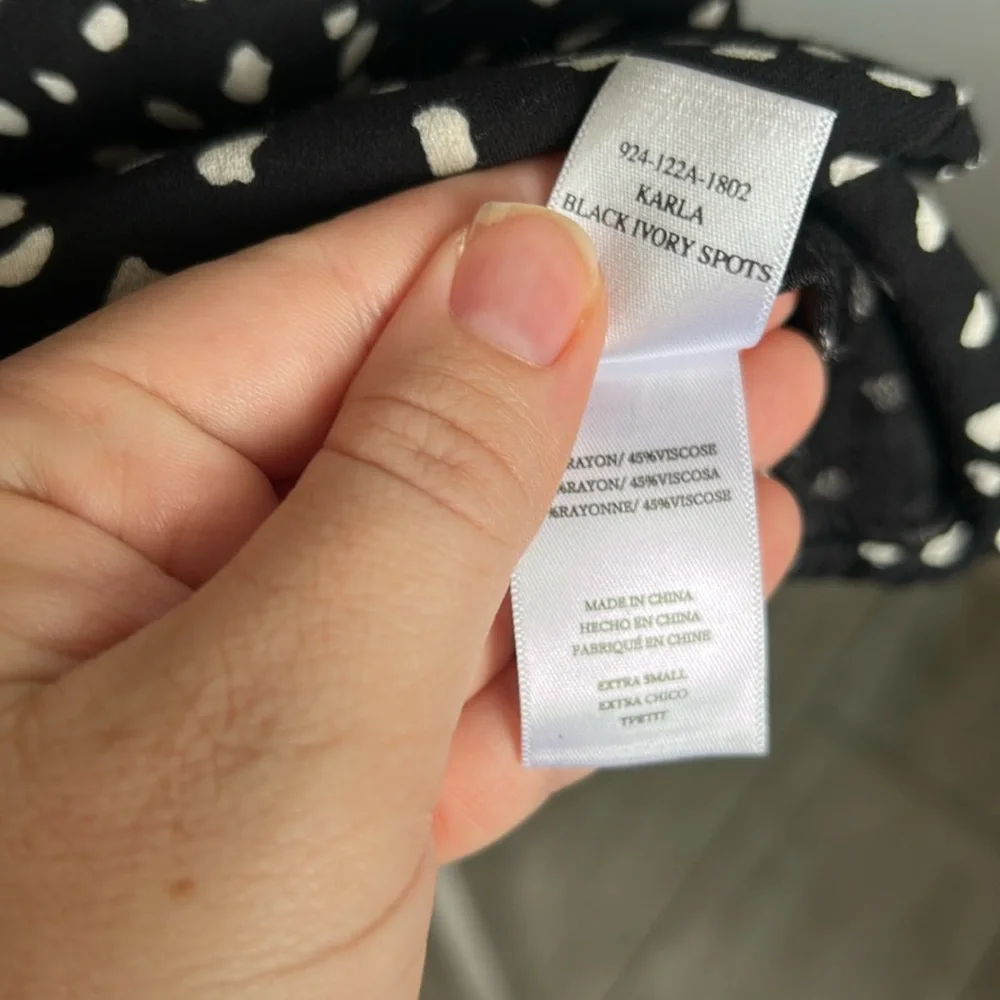 924-122A-1802
KARLA
BLACK IVORY SPOTS
RAYON/ 45%VISCOSE
%RAYON/ 45%VISCOSA
%RAYONNE/ 45%VISCOSE
MADE IN CHINA
HECHO EN CHINA
FABRIQUÉ EN CHINE
EXTRA SMALL
EXTRA CHICO
TPETIT